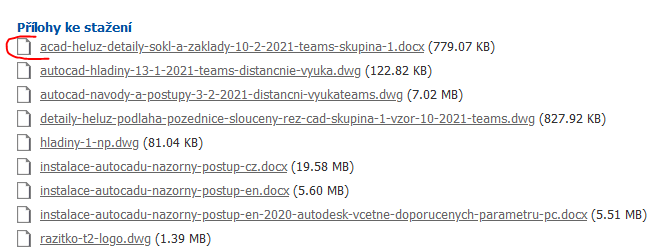 Přílohy ke stažení
acad-heluz-detaily-sokl-a-zaklady-10-2-2021-teams-skupina-1.docx (779.07 KB)
autocad-hladiny-13-1-2021-teams-distancnie-vyuka.dwg (122.82 KB)
autocad-navody-a-postupy-3-2-2021-distancni-vyukateams.dwg (7.02 MB)
detaily-heluz-podlaha-pozednice-slouceny-rez-cad-skupina-1-vzor-10-2021-teams.dwg (827.92 KB)
hladiny-1-np.dwg (81.04 KB)
instalace-autocadu-nazorny-postup-cz.docx (19.58 MB)
instalace-autocadu-nazorny-postup-en.docx (5.60 MB)
instalace-autocadu-nazorny-postup-en-2020-autodesk-vcetne-doporucenych-parametru-pc.docx (5.51 MB)
razitko-t2-logo.dwg (1.39 MB)